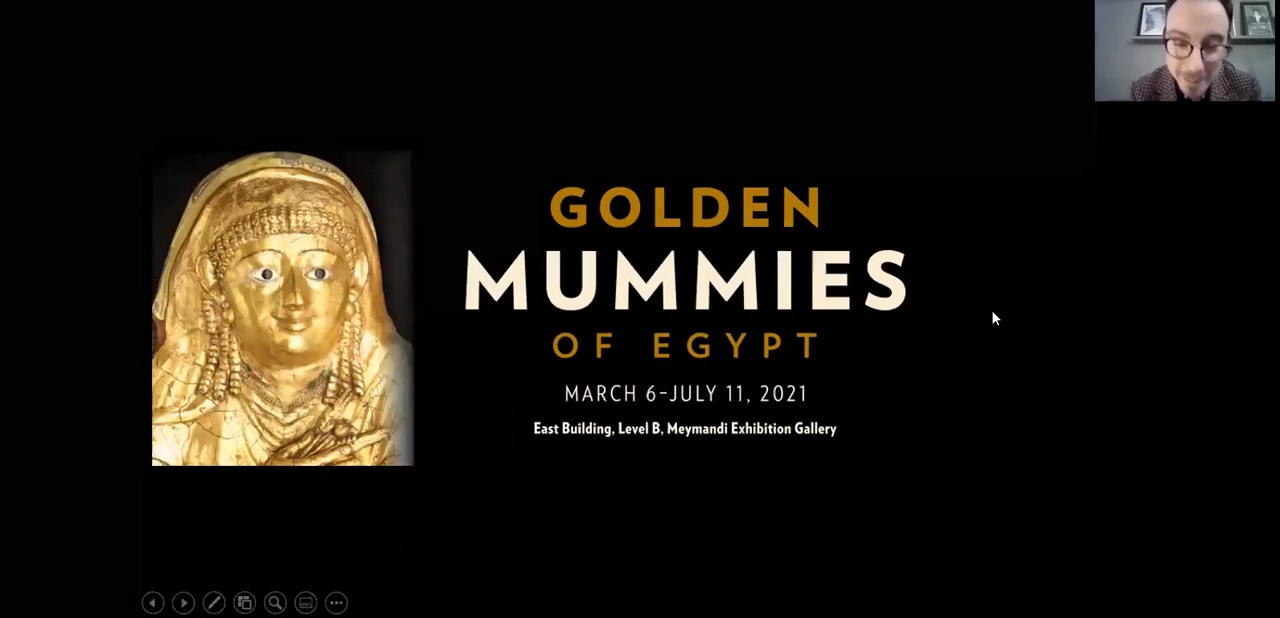 GOLDEN
MUMMIES
OF EGYPT
MARCH 6–JULY 11, 2021
East Building, Level B, Meymandi Exhibition Gallery